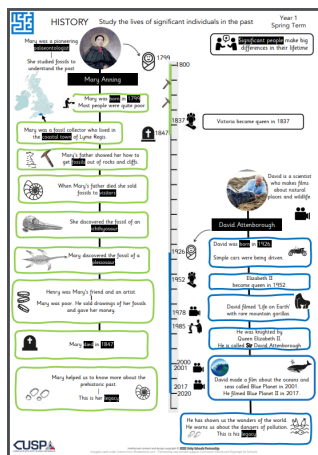 HISTORY
Study the lives of significant individuals in the past
Year 1
Spring Term
Mary was a pioneering
palaeontologist
She studied fossils to
understand the past
Mary Anning
Significant people make big
differences in their lifetime
1799
1800
Mary was born in 1799
Most people were quite poor.
1837
Victoria became queen in 1837
Mary was a fossil collector who lived in
the coastal town of Lyme Regis.
1847
Mary's father showed her how to
get fossils out of rocks and cliffs.
When Mary's father died she sold
fossils to visitors
She discovered the fossil of an
ichthyosaur
Mary discovered the fossil of a
plesiosaur
Henry was Mary's friend and an artist.
Mary was poor. He sold drawings of her fossils
and gave her money.
Mary died in 1847
Mary helped us to know more about the
prehistoric past.
This is her legacy
David is a scientist
who makes films
about natural
places and wildlife
David Attenborough
1926
David was born in 1926
Simple cars were being driven.
1952
Elizabeth II
became queen in 1952.
1978
David filmed 'Life on Earth'
with rare mountain gorillas
1985
He was knighted by
Queen Elizabeth II
He is called Sir David Attenborough
2000
2001
2017
2020
David made a film about the oceans and
seas called Blue Planet in 2001
He filmed Blue Planet II in 2017
He has shown us the wonders of the world.
He warns us about the dangers of pollution.
This is his legacy
CUSP